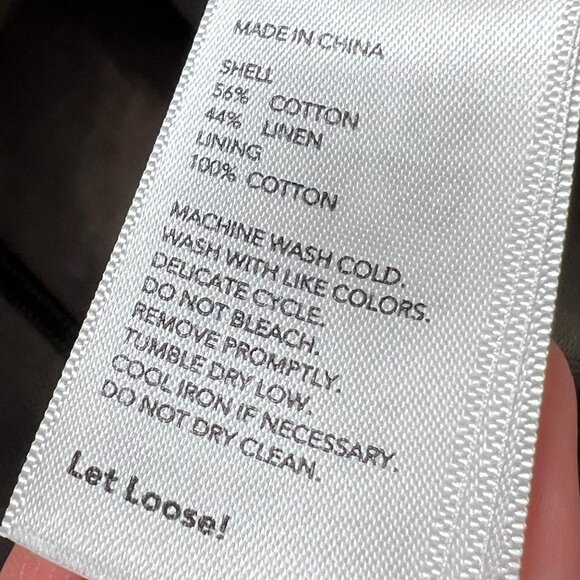 MADE IN CHINA
SHELL
56% COTTON
44% LINEN
LINING
100% COTTON
MACHINE WASH COLD.
WASH WITH LIKE COLORS.
DELICATE CYCLE.
DO NOT BLEACH.
REMOVE PROMPTLY.
TUMBLE DRY LOW.
COOL IRON IF NECESSARY.
DO NOT DRY CLEAN.
Let Loose!